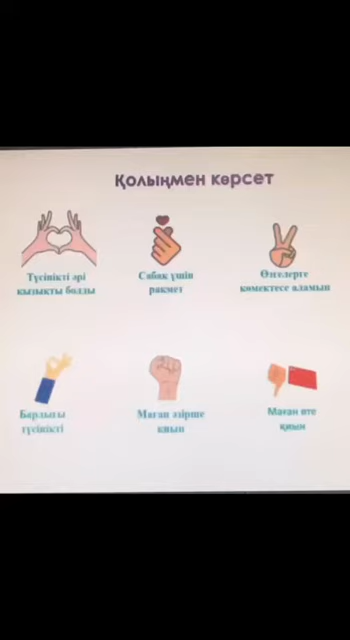 Қолыңмен көрсет
Түсінікті әрі
қызықты болды
Сабақ үшін
рақмет
Өзгелерге
көмектесе аламын
Барлығы
түсінікті
Маған әзірше
қиын
Маған өте
қиын